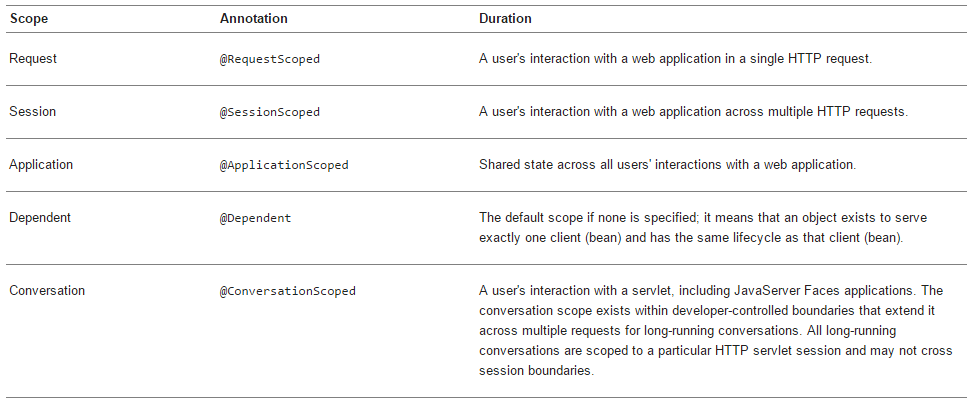 Scope Annotation Duration
Request @RequestScoped A user's interaction with a web application in a single HTTP request.
Session @SessionScoped A user's interaction with a web application across multiple HTTP requests.
Application @ApplicationScoped Shared state across all users' interactions with a web application.
Dependent @Dependent The default scope if none is specified; it means that an object exists to serve
exactly one client (bean) and has the same lifecycle as that client (bean).
Conversation @ConversationScoped A user's interaction with a servlet, including JavaServer Faces applications. The
conversation scope exists within developer-controlled boundaries that extend it
across multiple requests for long-running conversations. All long-running
conversations are scoped to a particular HTTP servlet session and may not cross
session boundaries.